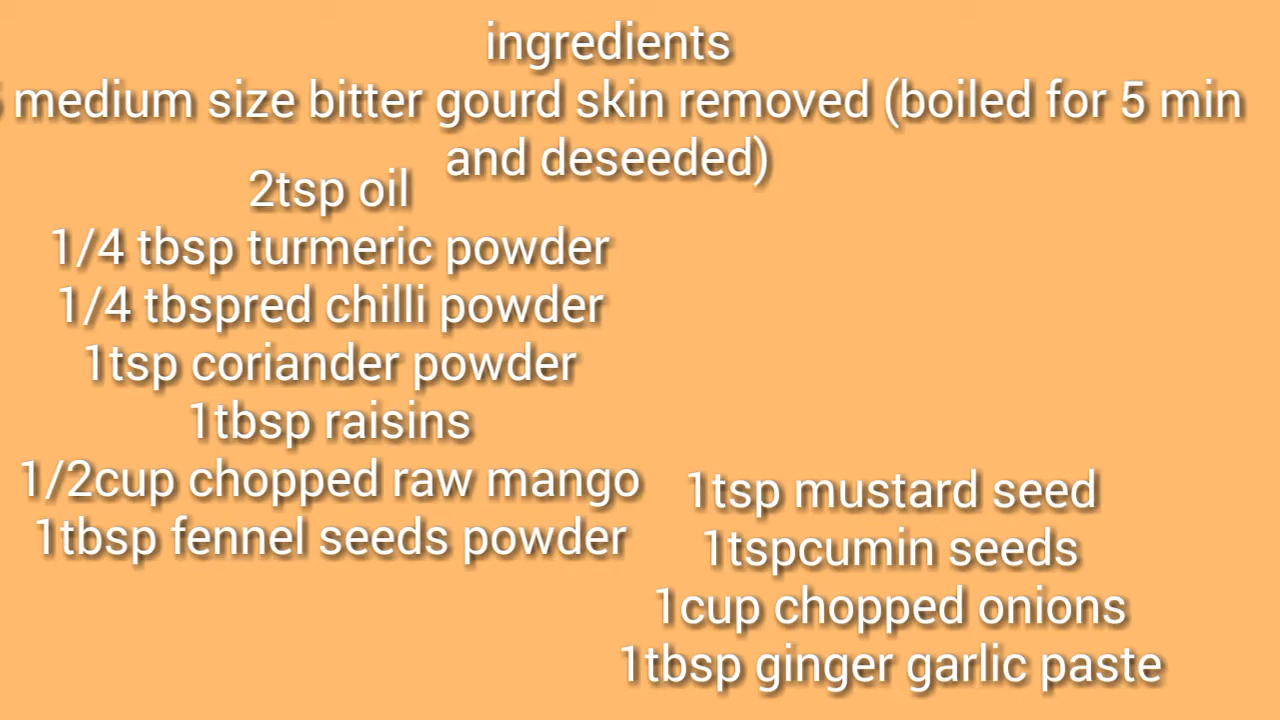 ingredients
medium size bitter gourd skin removed (boiled for 5 min
and deseeded)
2tsp oil
1/4 tbsp turmeric powder
1/4 tbspred chilli powder
1tsp coriander powder
1tbsp raisins
1/2cup chopped raw mango
1tbsp fennel seeds powder
1tsp mustard seed
1tspcumin seeds
1cup chopped onions
1tbsp ginger garlic paste